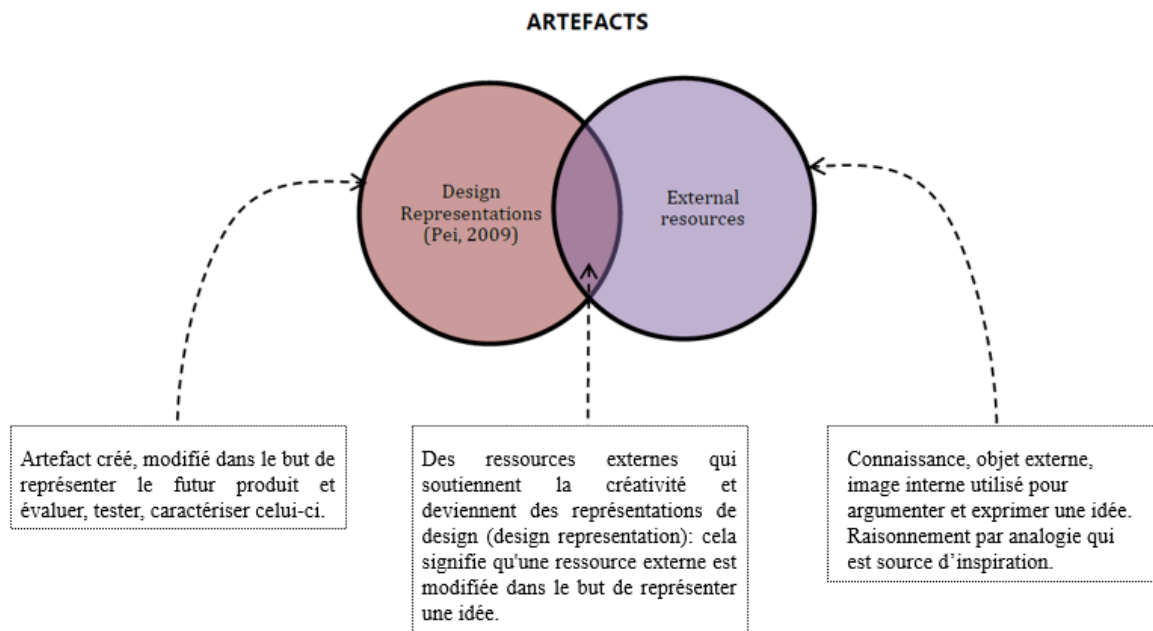 ARTEFACTS
Design
Representations
(Pei, 2009)
External
resources
Artefact créé, modifié dans le but de
représenter le futur produit et
évaluer, tester, caractériser celui-ci.
Des ressources externes qui
soutiennent la créativité et
deviennent des représentations de
design (design representation): cela
signifie qu'une ressource externe est
modifiée dans le but de représenter
une idée.
Connaissance, objet externe,
image interne utilisé pour
argumenter et exprimer une idée.
Raisonnement par analogie qui
est source d’inspiration.